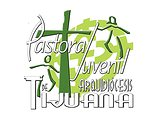 Pastoral
Juvenil
ARQUIDIÓCESIS
DE TIJUANA